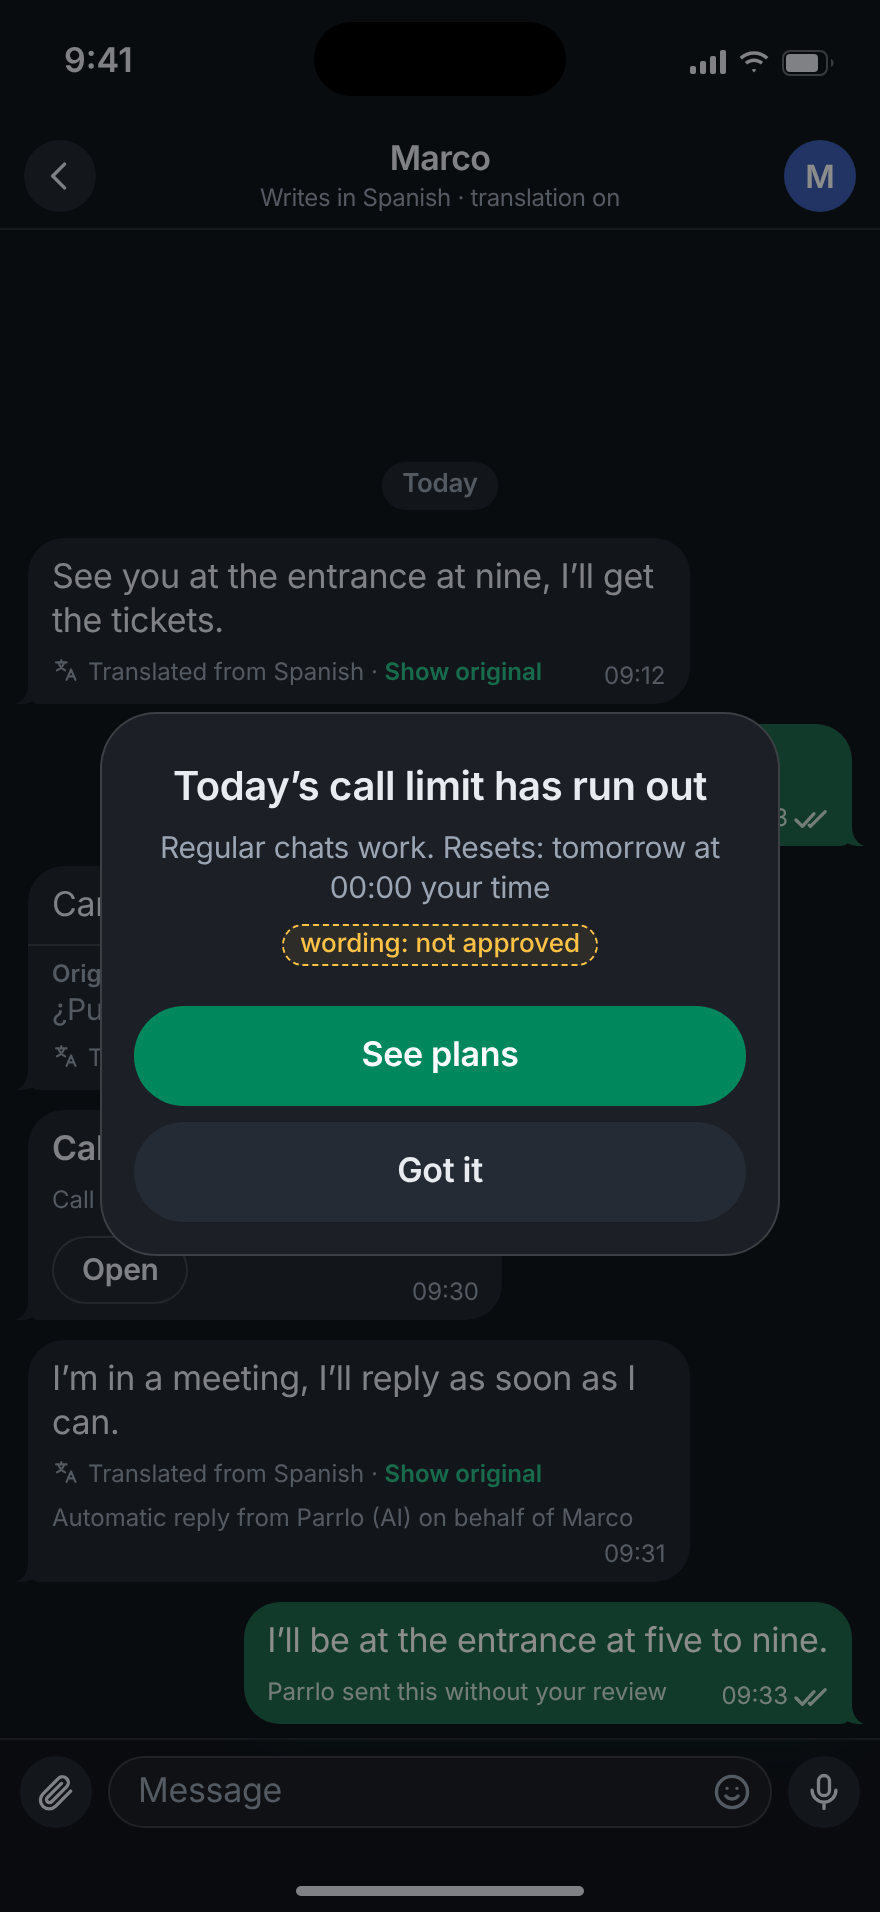 9:41
Marco
Writes in Spanish · translation on
M
Today
See you at the entrance at nine, I’ll get
the tickets.
Translated from Spanish · Show original
09:12
Today’s call limit has run out
Regular chats work. Resets: tomorrow at
00:00 your time
wording: not approved
See plans
Got it
Call
Open
09:30
I’m in a meeting, I’ll reply as soon as I
can.
Translated from Spanish · Show original
Automatic reply from Parrlo (AI) on behalf of Marco
09:31
I’ll be at the entrance at five to nine.
Parrlo sent this without your review
09:33
Message